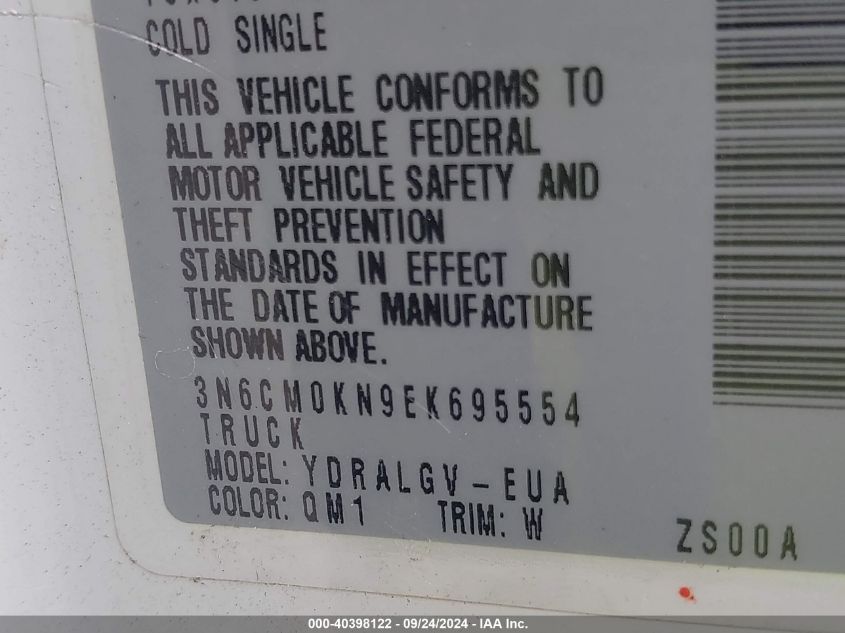 COLD SINGLE
THIS VEHICLE CONFORMS TO
ALL APPLICABLE FEDERAL
MOTOR VEHICLE SAFETY AND
THEFT PREVENTION
STANDARDS IN EFFECT ON
THE DATE OF MANUFACTURE
SHOWN ABOVE.
3N6CM0KN9EK695554
TRUCK
MODEL: YDRALGV-EUA
COLOR: QM1 TRIM: W
ZS00A
000-40398122 - 09/24/2024 - IAA Inc.